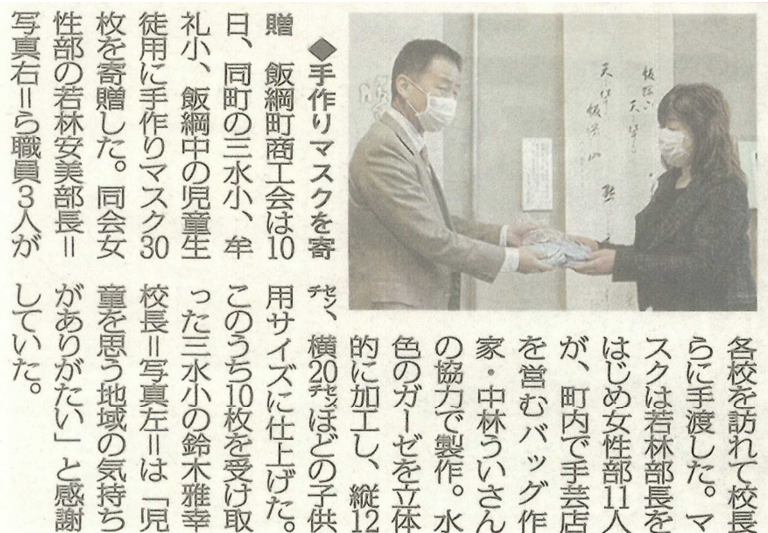 ◆手作りマスクを寄
贈　飯綱町商工会は10
日、同町の三水小、牟
礼小、飯綱中の児童生
徒用に手作りマスク30
枚を寄贈した。同会女
性部の若林安美部長＝
写真右＝ら職員３人が
各校を訪れて校長
らに手渡した。マ
スクは若林部長を
はじめ女性部11人
が、町内で手芸店
を営むバッグ作
家・中林ういさん
の協力で製作。水
色のガーゼを立体
的に加工し、縦12
㌢、横20㌢ほどの子供
用サイズに仕上げた。
このうち10枚を受け取
った三水小の鈴木雅幸
校長＝写真左＝は「児
童を思う地域の気持ち
がありがたい」と感謝
していた。